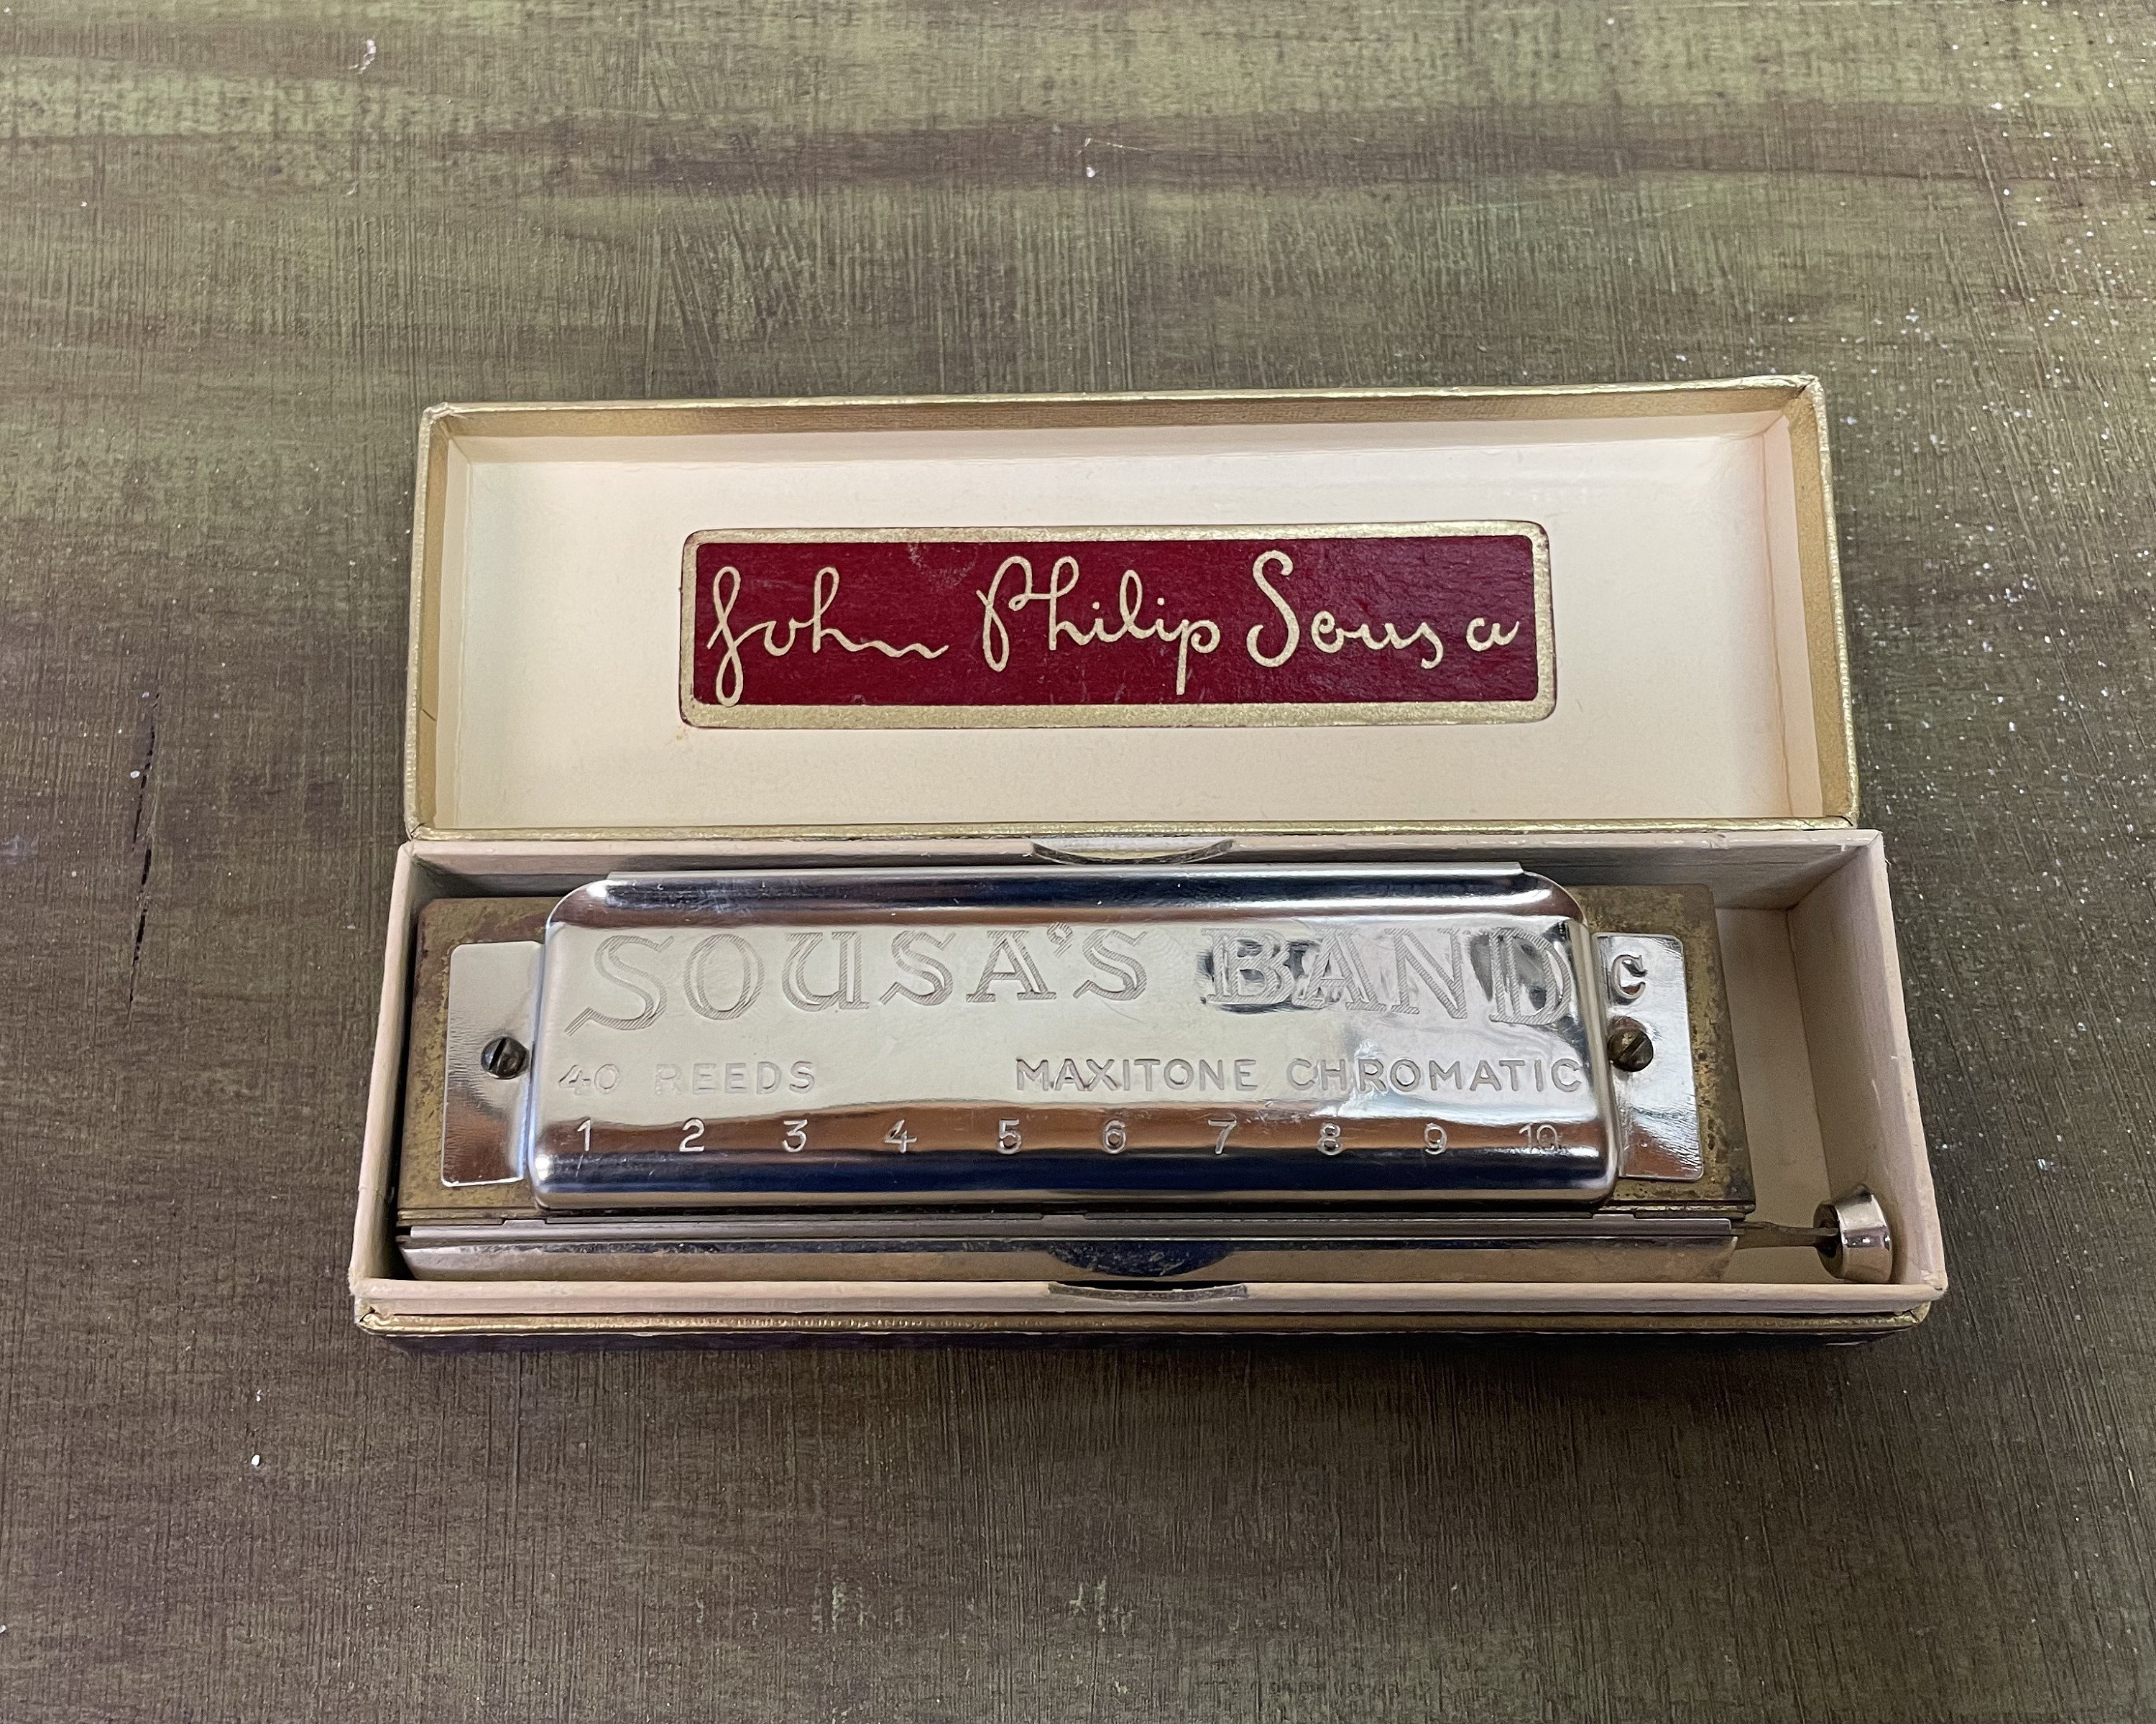 John Philip Sousa
SOUSA'S BAND
C
40 REEDS MAXITONE CHROMATIC
1 2 3 4 5 6 7 8 9 10